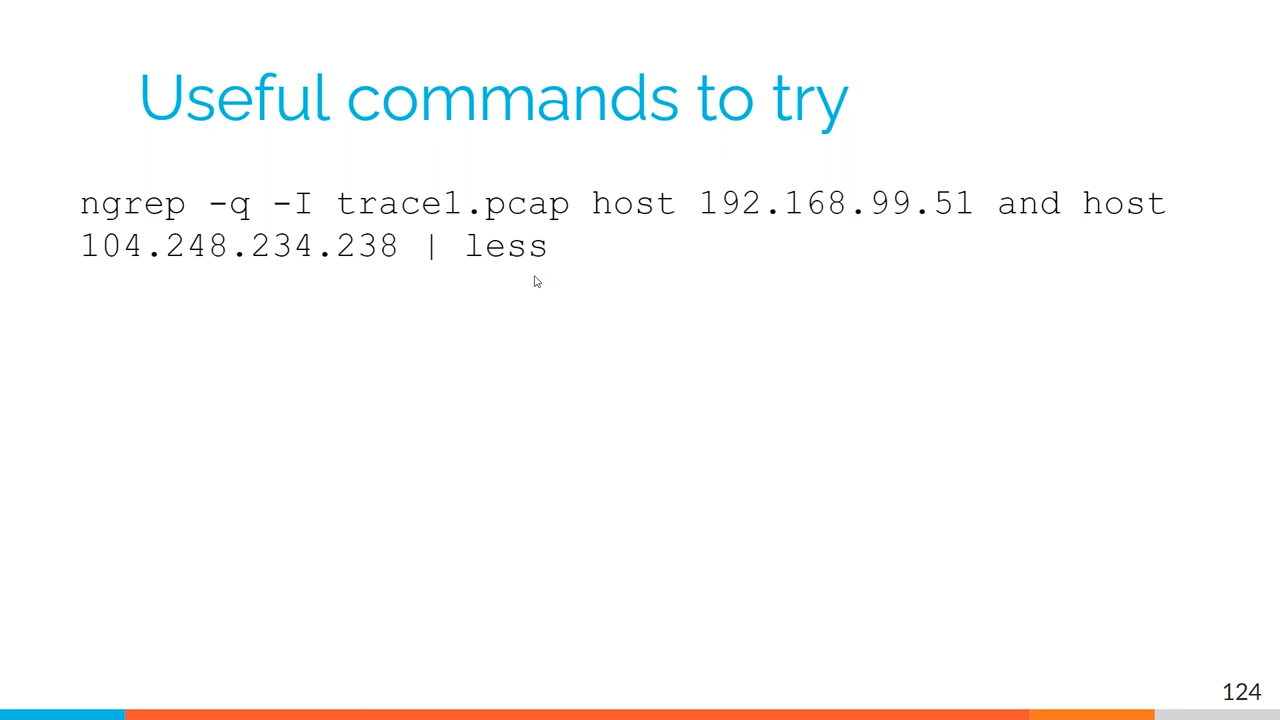 Useful commands to try
ngrep -q -I trace1.pcap host 192.168.99.51 and host
104.248.234.238 | less
124